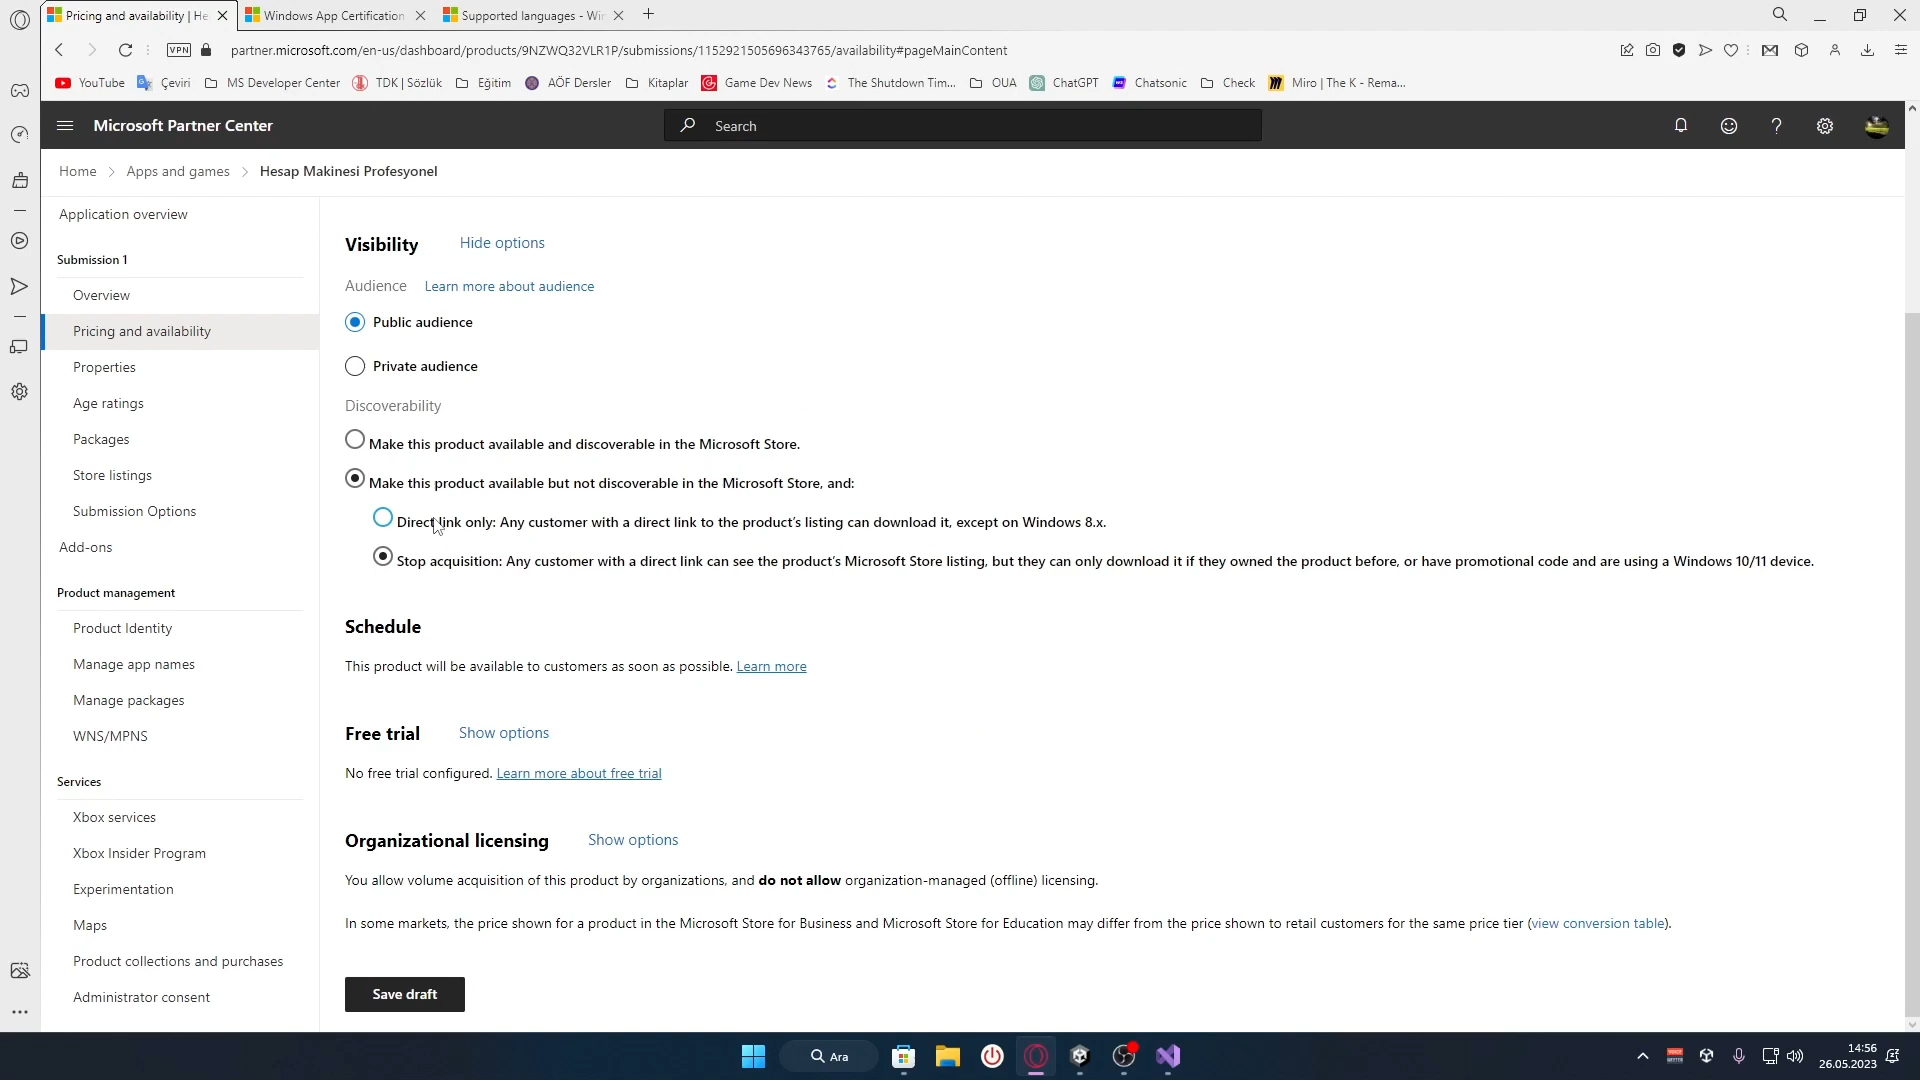 Pricing and availability | He
Windows App Certification
Supported languages - Wir
VPN
partner.microsoft.com/en-us/dashboard/products/9NZWQ32VLR1P/submissions/1152921505696343765/availability#pageMainContent
YouTube
Çeviri
MS Developer Center
TDK | Sözlük
Eğitim
AÖF Dersler
Kitaplar
Game Dev News
The Shutdown Tim...
OUA
ChatGPT
Chatsonic
Check
Miro | The K - Rema...
Microsoft Partner Center
Search
Home
Apps and games
Hesap Makinesi Profesyonel
Application overview
Submission 1
Overview
Pricing and availability
Properties
Age ratings
Packages
Store listings
Submission Options
Add-ons
Product management
Product Identity
Manage app names
Manage packages
WNS/MPNS
Services
Xbox services
Xbox Insider Program
Experimentation
Maps
Product collections and purchases
Administrator consent
Visibility
Hide options
Audience
Learn more about audience
Public audience
Private audience
Discoverability
Make this product available and discoverable in the Microsoft Store.
Make this product available but not discoverable in the Microsoft Store, and:
Direct link only: Any customer with a direct link to the product's listing can download it, except on Windows 8.x.
Stop acquisition: Any customer with a direct link can see the product's Microsoft Store listing, but they can only download it if they owned the product before, or have promotional code and are using a Windows 10/11 device.
Schedule
This product will be available to customers as soon as possible. Learn more
Free trial
Show options
No free trial configured. Learn more about free trial
Organizational licensing
Show options
You allow volume acquisition of this product by organizations, and do not allow organization-managed (offline) licensing.
In some markets, the price shown for a product in the Microsoft Store for Business and Microsoft Store for Education may differ from the price shown to retail customers for the same price tier (view conversion table).
Save draft
Ara
14:56
26.05.2023